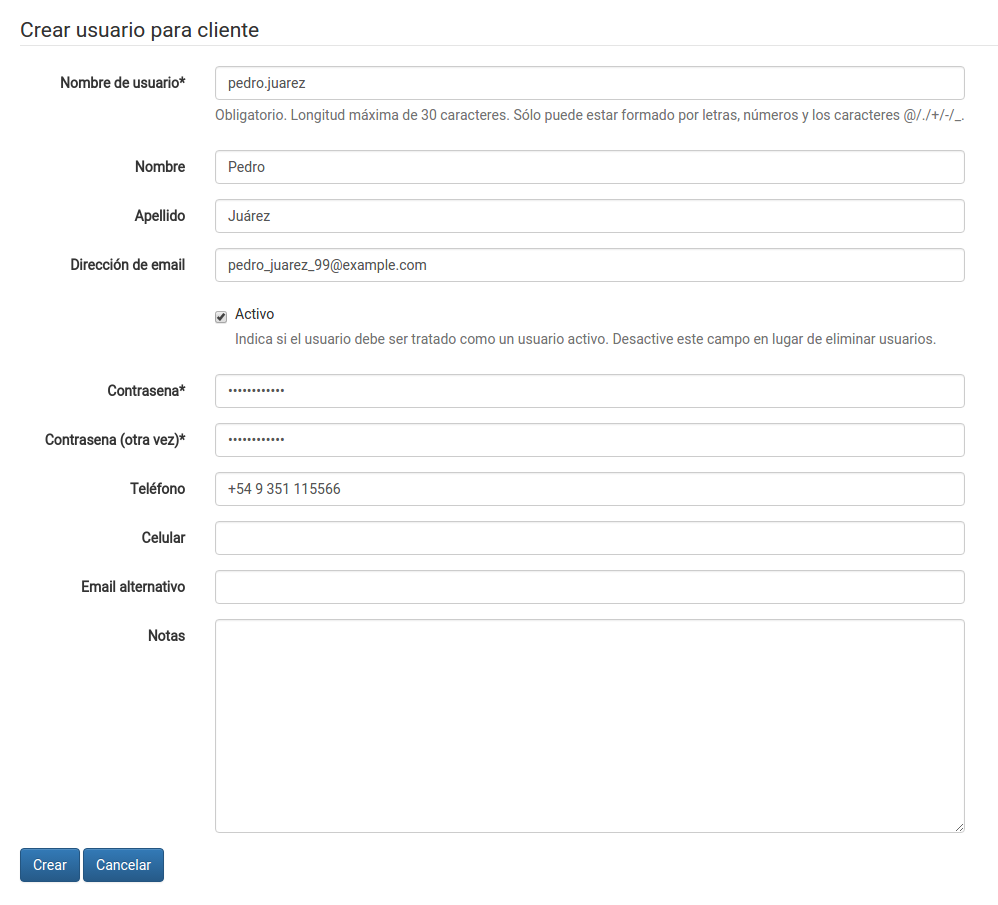 Crear usuario para cliente
Nombre de usuario* pedro.juarez
Obligatorio. Longitud máxima de 30 caracteres. Sólo puede estar formado por letras, números y los caracteres @/./+/-/_.
Nombre Pedro
Apellido Juárez
Dirección de email pedro_juarez_99@example.com
Activo
Indica si el usuario debe ser tratado como un usuario activo. Desactive este campo en lugar de eliminar usuarios.
Contrasena* ••••••••••••
Contrasena (otra vez)* ••••••••••••
Teléfono +54 9 351 115566
Celular
Email alternativo
Notas
Crear Cancelar